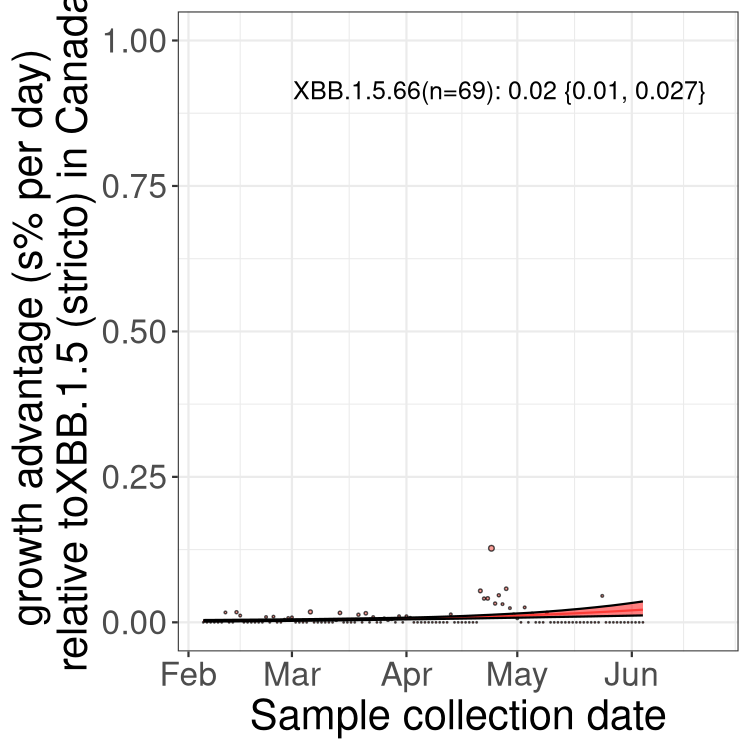 growth advantage (s% per day)
relative toXBB.1.5 (stricto) in Canada
1.00
0.75
0.50
0.25
0.00
XBB.1.5.66(n=69): 0.02 {0.01, 0.027}
Feb Mar Apr May Jun
Sample collection date